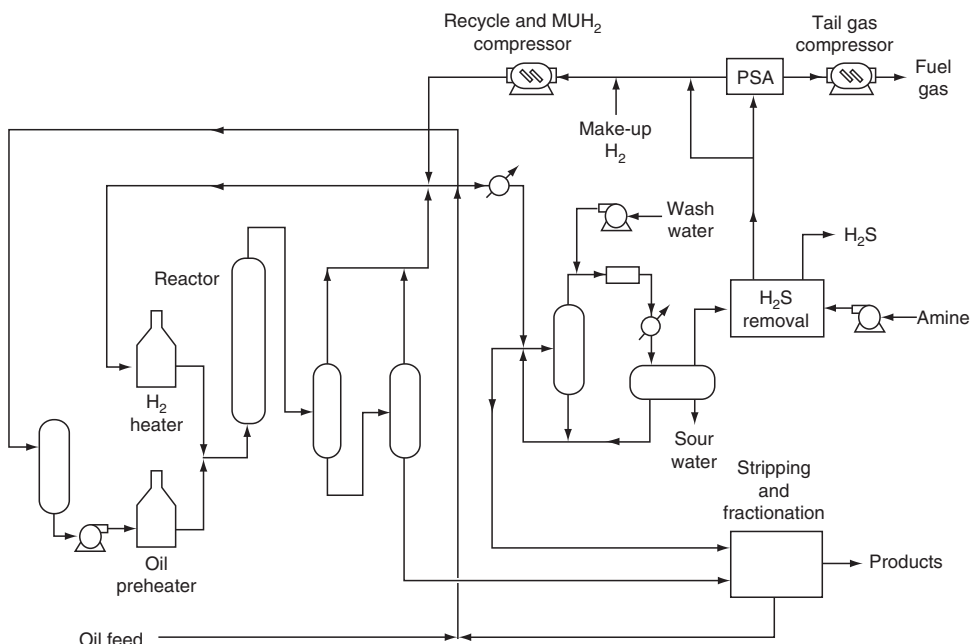 Recycle and MUH₂
compressor
Tail gas
compressor
PSA
Fuel
gas
Make-up
H₂
Wash
water
H₂S
Reactor
H₂S
removal
Amine
H₂
heater
Sour
water
Stripping
and
fractionation
Oil
preheater
Products
Oil feed